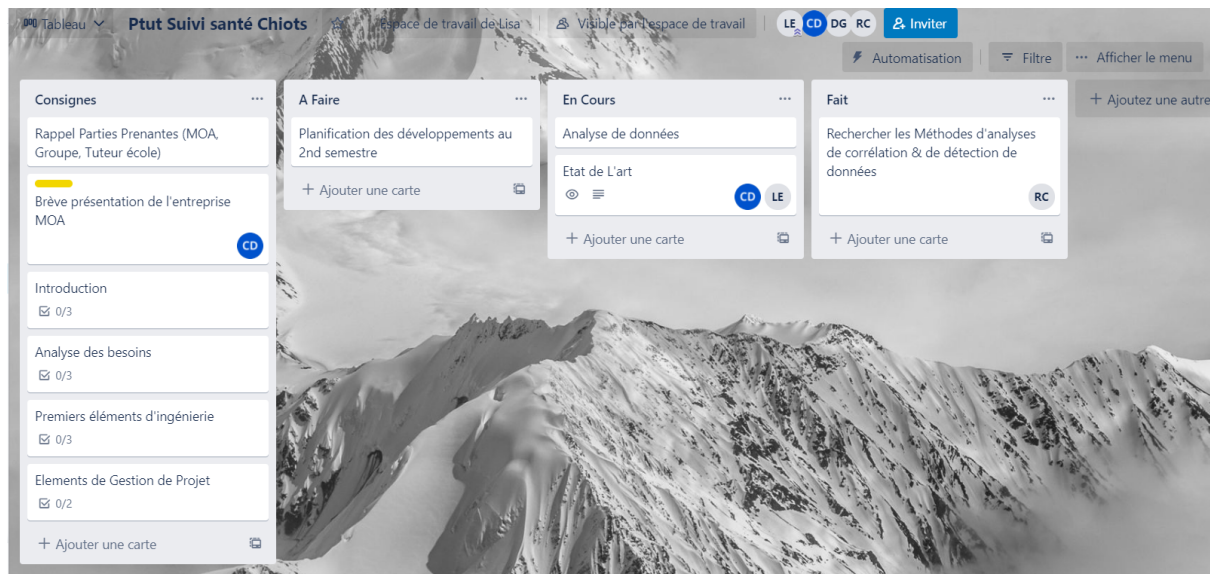 Tableau
Ptut Suivi santé Chiots
Espace de travail de Lisa
Visible par l'espace de travail
LE CD DG RC
Inviter
Automatisation
Filtre
Afficher le menu
Consignes
Rappel Parties Prenantes (MOA,
Groupe, Tuteur école)
Brève présentation de l'entreprise
MOA
CD
Introduction
0/3
Analyse des besoins
0/3
Premiers éléments d'ingénierie
0/3
Elements de Gestion de Projet
0/2
+ Ajouter une carte
A Faire
Planification des développements au
2nd semestre
+ Ajouter une carte
En Cours
Analyse de données
Etat de L'art
CD LE
+ Ajouter une carte
Fait
Rechercher les Méthodes d'analyses
de corrélation & de détection de
données
RC
+ Ajouter une carte
+ Ajoutez une autre